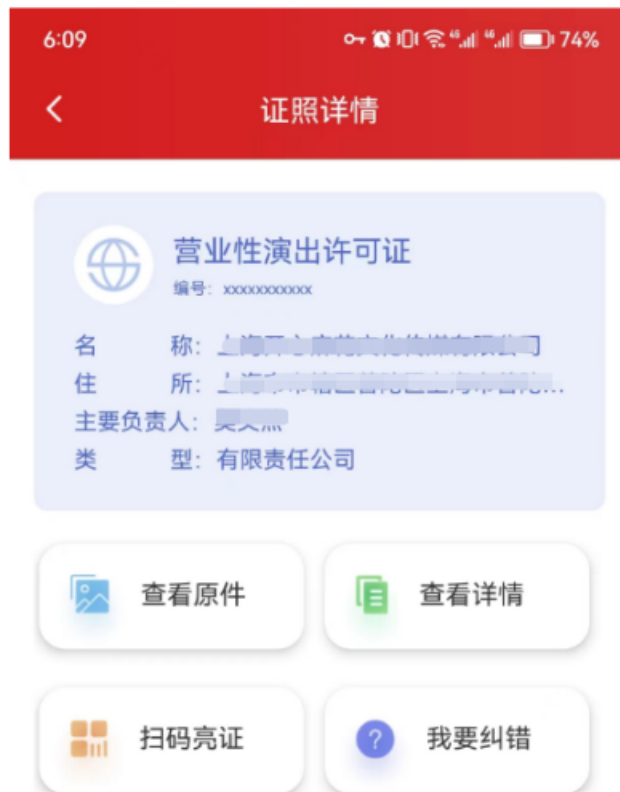 6:09
46 46 74%
证照详情
营业性演出许可证
编号: xxxxxxxxxxx
名 称:
住 所:
主要负责人:
类 型: 有限责任公司
查看原件 查看详情
扫码亮证 我要纠错